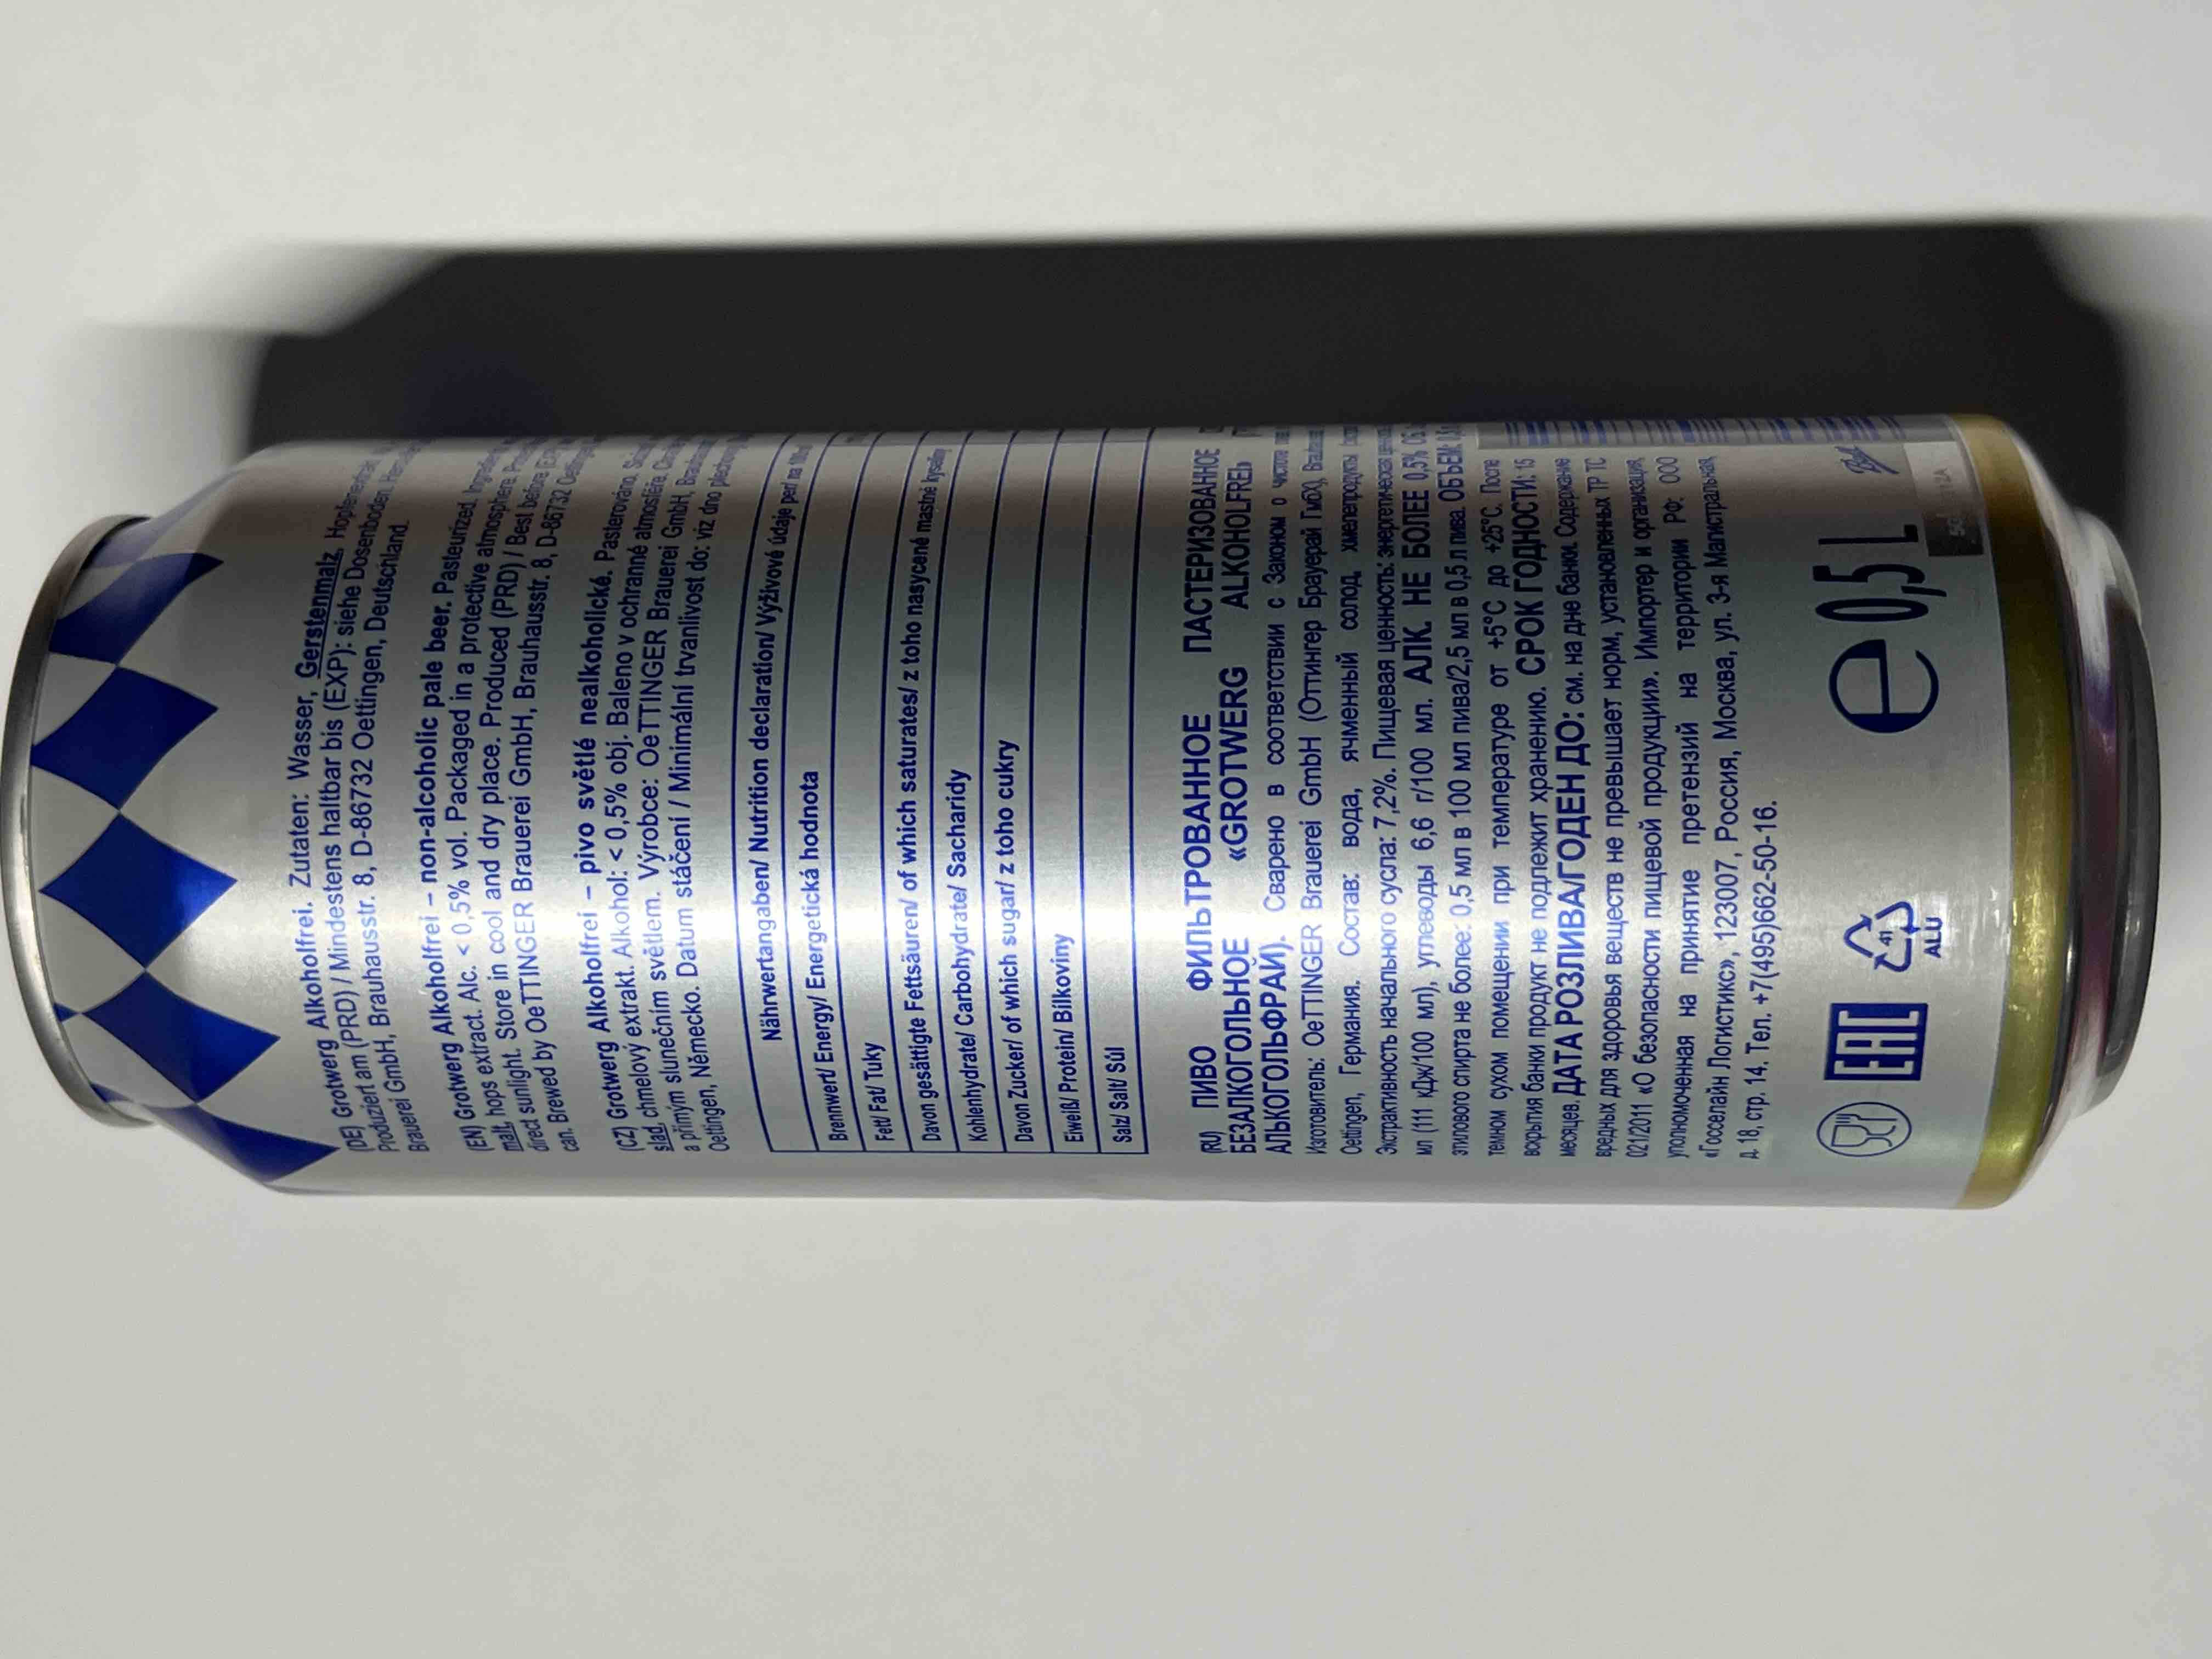 (DE) Grotwerg Alkoholfrei. Zutaten: Wasser, Gerstenmalz, Hopfenextrakt.
Produziert am (PRD) / Mindestens haltbar bis (EXP): siehe Dosenboden.
Brauerei GmbH, Brauhausstr. 8, D-86732 Oettingen, Deutschland.
(EN) Grotwerg Alkoholfrei – non-alcoholic pale beer. Pasteurized.
malt, hops extract. Alc. < 0,5% vol. Packaged in a protective atmosphere.
direct sunlight. Store in cool and dry place. Produced (PRD) / Best before (EXP)
can. Brewed by OeTTINGER Brauerei GmbH, Brauhausstr. 8, D-86732
(CZ) Grotwerg Alkoholfrei – pivo světlé nealkoholické. Pasterováno.
slad, chmelový extrakt. Alkohol: < 0,5% obj. Baleno v ochranné atmosféře.
a přímým slunečním světlem. Výrobce: OeTTINGER Brauerei GmbH,
Oettingen, Německo. Datum stáčení / Minimální trvanlivost do: viz dno plechovky
Nährwertangaben/ Nutrition declaration/ Výživové údaje per/ na
Brennwert/ Energy/ Energetická hodnota
Fett/ Fat/ Tuky
Davon gesättigte Fettsäuren/ of which saturates/ z toho nasycené mastné kyseliny
Kohlenhydrate/ Carbohydrate/ Sacharidy
Davon Zucker/ of which sugar/ z toho cukry
Eiweiß/ Protein/ Bílkoviny
Salz/ Salt/ Sůl
(RU) ПИВО ФИЛЬТРОВАННОЕ ПАСТЕРИЗОВАННОЕ
БЕЗАЛКОГОЛЬНОЕ «GROTWERG ALKOHOLFREI»
АЛЬКОГОЛЬФРАЙ). Сварено в соответствии с Законом о чистоте
Изготовитель: OeTTINGER Brauerei GmbH (Оттингер Брауерай ГмбХ),
Oettingen, Германия. Состав: вода, ячменный солод, хмелепродукты
Экстрактивность начального сусла: 7,2%. Пищевая ценность: энергетическая ценность
мл (111 кДж/100 мл), углеводы 6,6 г/100 мл. АЛК. НЕ БОЛЕЕ 0,5% ОБ.
этилового спирта не более: 0,5 мл в 100 мл пива/2,5 мл в 0,5 л пива. ОБЪЕМ:
темном сухом помещении при температуре от +5°C до +25°C. После
вскрытия банки продукт не подлежит хранению. СРОК ГОДНОСТИ: 15
месяцев. ДАТА РОЗЛИВА/ГОДЕН ДО: см. на дне банки. Содержание
вредных для здоровья веществ не превышает норм, установленных ТР ТС
021/2011 «О безопасности пищевой продукции». Импортер и организация,
уполномоченная на принятие претензий на территории РФ: ООО
«Госселайн Логистикс», 123007, Россия, Москва, ул. 3-я Магистральная,
д. 18, стр. 14. Тел. +7(495)662-50-16.
EAC 41 ALU e 0,5 L
Ball